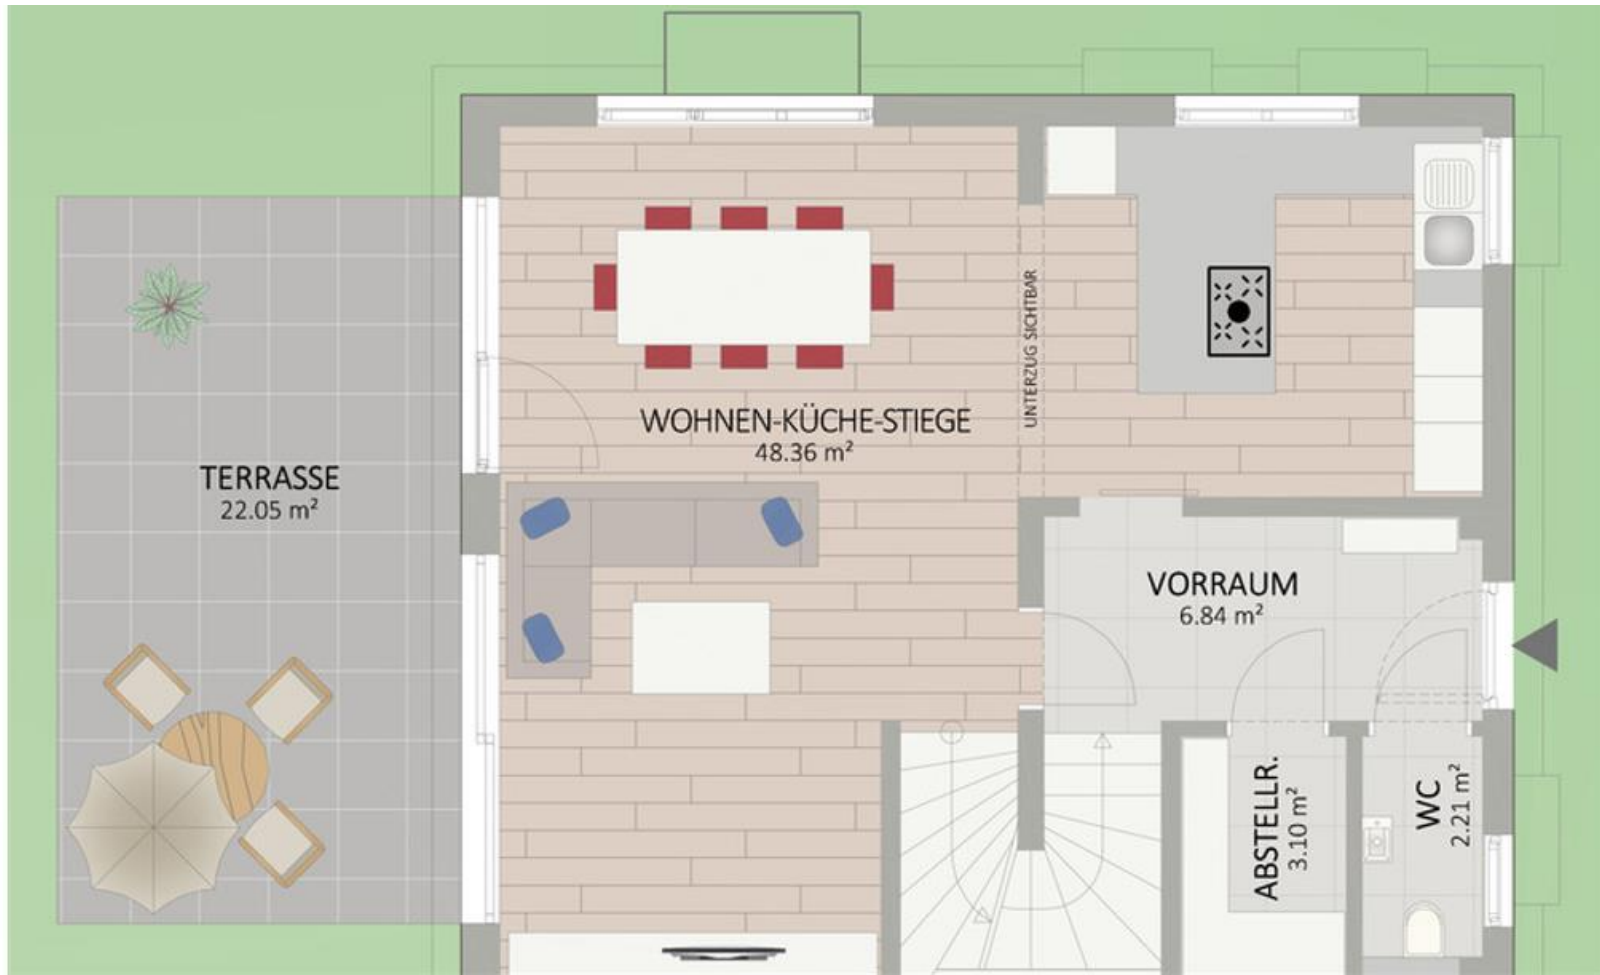 UNTERZUG SICHTBAR
WOHNEN-KÜCHE-STIEGE
48.36 m²
TERRASSE
22.05 m²
VORRAUM
6.84 m²
ABSTELLR.
3.10 m²
WC
2.21 m²